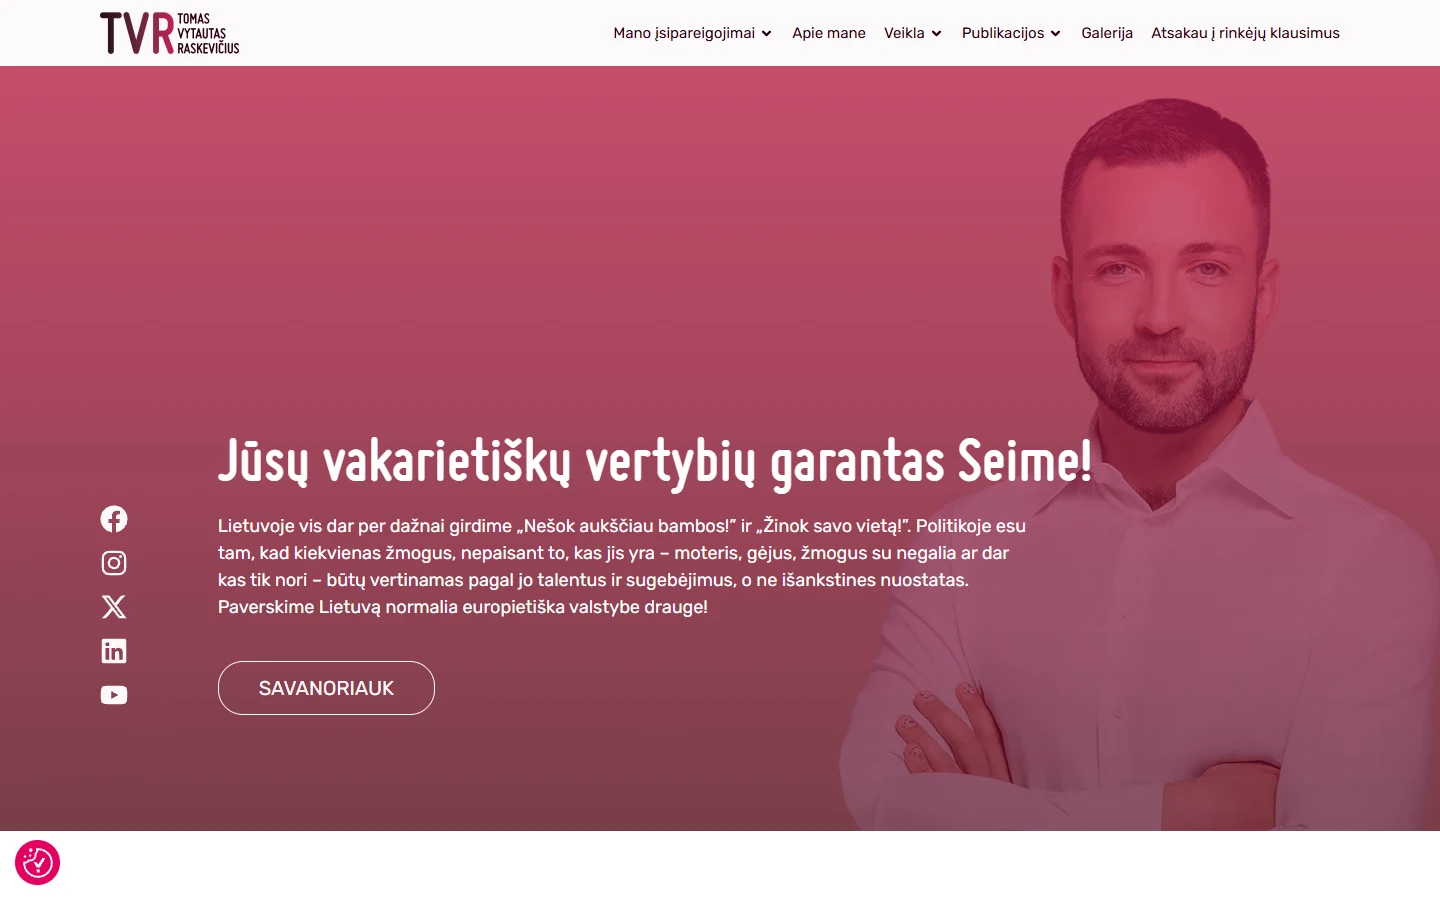 TVR TOMAS
VYTAUTAS
RASKEVIČIUS
Mano įsipareigojimai Apie mane Veikla Publikacijos Galerija Atsakau į rinkėjų klausimus
Jūsų vakarietiškų vertybių garantas Seime!
Lietuvoje vis dar per dažnai girdime „Nešok aukščiau bambos!” ir „Žinok savo vietą!”. Politikoje esu
tam, kad kiekvienas žmogus, nepaisant to, kas jis yra – moteris, gėjus, žmogus su negalia ar dar
kas tik nori – būtų vertinamas pagal jo talentus ir sugebėjimus, o ne išankstines nuostatas.
Paverskime Lietuvą normalia europietiška valstybe drauge!
SAVANORIAUK